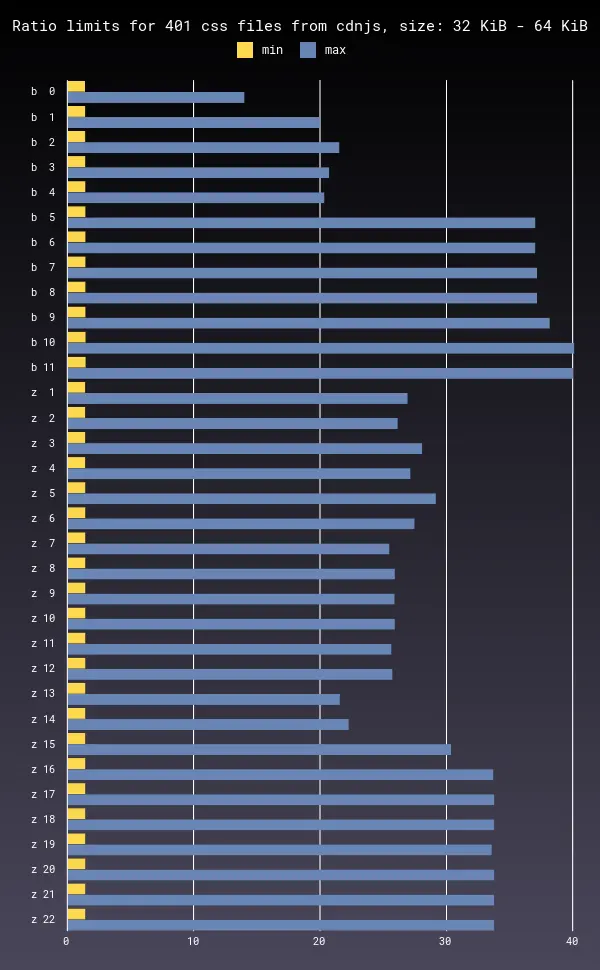 Ratio limits for 401 css files from cdnjs, size: 32 KiB - 64 KiB
min max
b 0
b 1
b 2
b 3
b 4
b 5
b 6
b 7
b 8
b 9
b 10
b 11
z 1
z 2
z 3
z 4
z 5
z 6
z 7
z 8
z 9
z 10
z 11
z 12
z 13
z 14
z 15
z 16
z 17
z 18
z 19
z 20
z 21
z 22
0 10 20 30 40